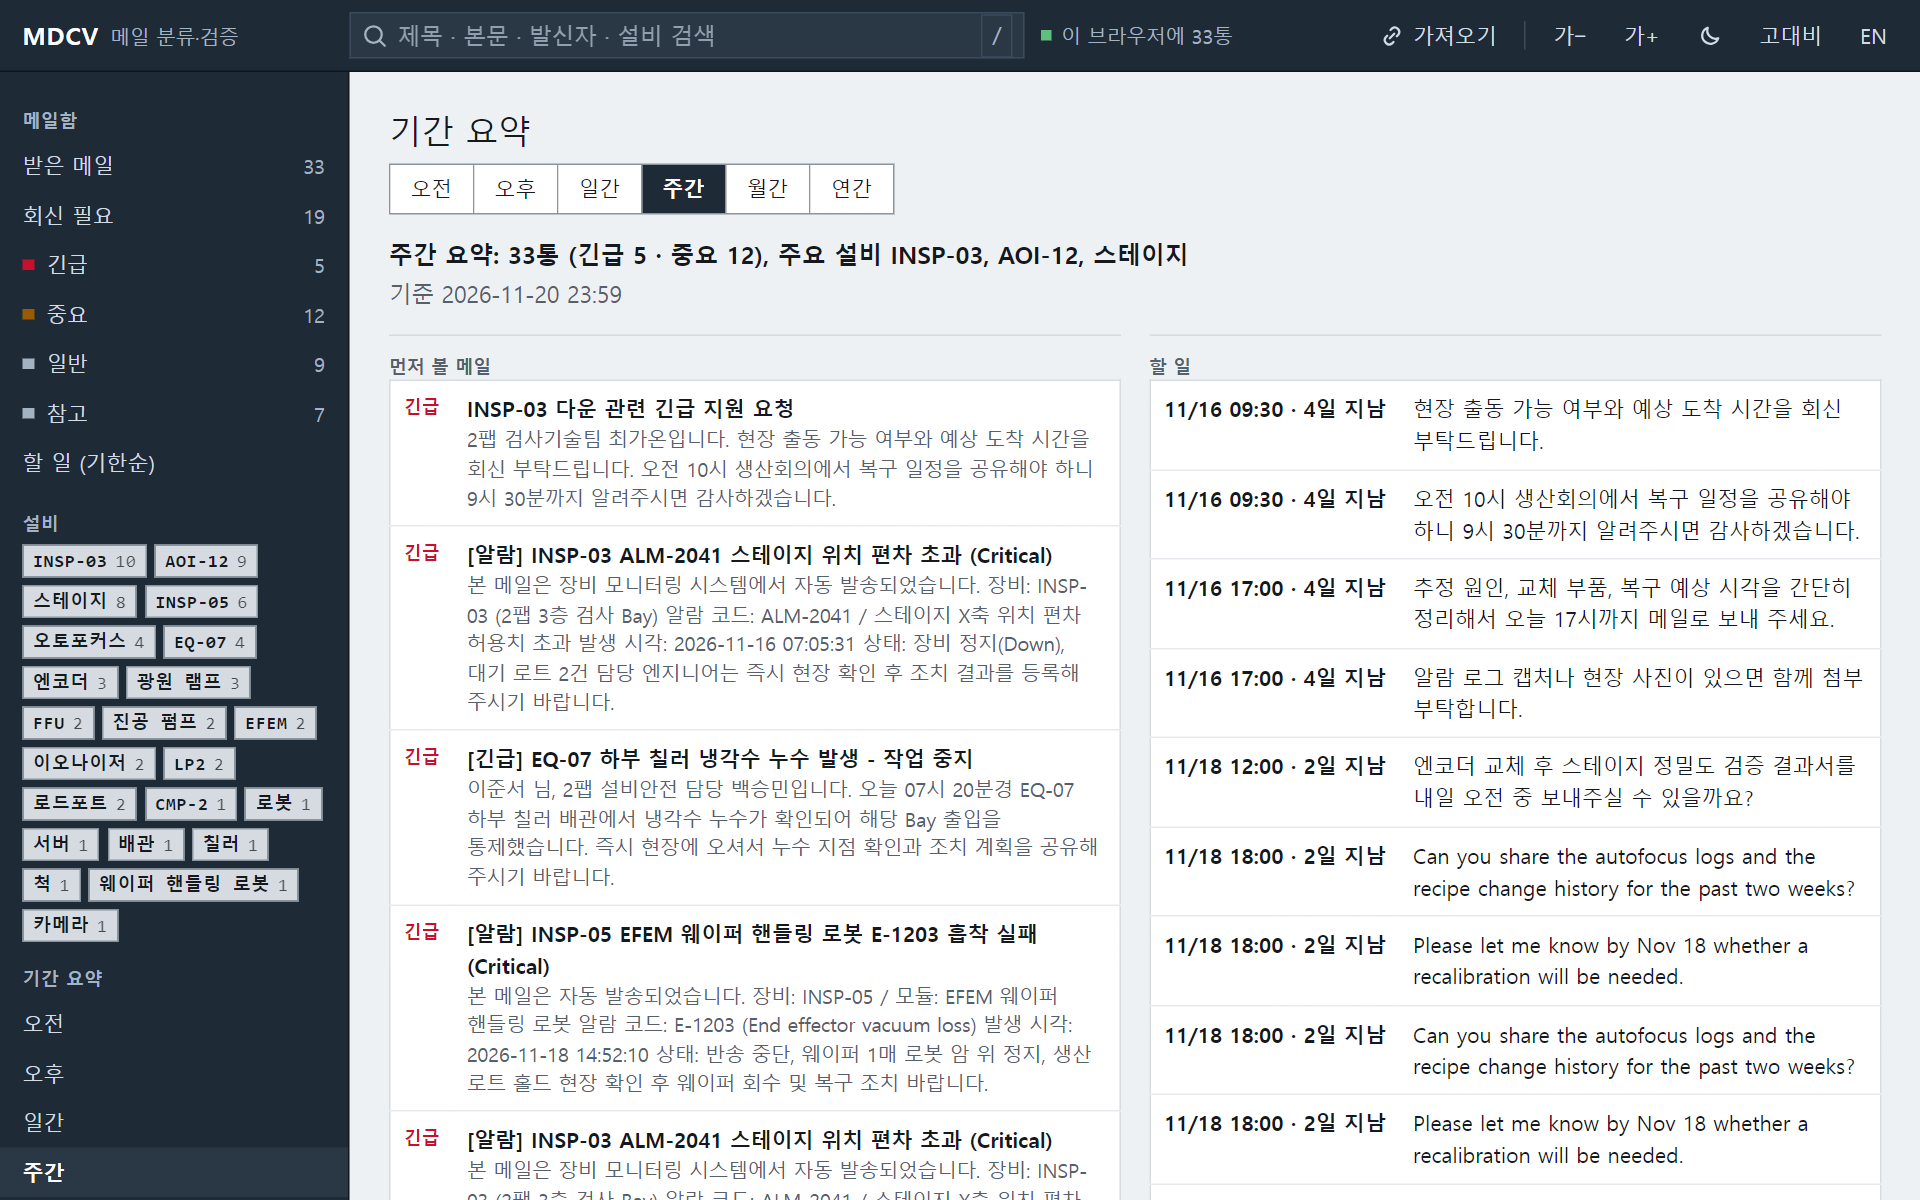 MDCV 메일 분류·검증
제목 · 본문 · 발신자 · 설비 검색 /
이 브라우저에 33통
가져오기
가−
가+
고대비
EN
메일함
받은 메일 33
회신 필요 19
긴급 5
중요 12
일반 9
참고 7
할 일 (기한순)
설비
INSP-03 10 AOI-12 9
스테이지 8 INSP-05 6
오토포커스 4 EQ-07 4
엔코더 3 광원 램프 3
FFU 2 진공 펌프 2 EFEM 2
이오나이저 2 LP2 2
로드포트 2 CMP-2 1 로봇 1
서버 1 배관 1 칠러 1
척 1 웨이퍼 핸들링 로봇 1
카메라 1
기간 요약
오전
오후
일간
주간
기간 요약
오전 오후 일간 주간 월간 연간
주간 요약: 33통 (긴급 5 · 중요 12), 주요 설비 INSP-03, AOI-12, 스테이지
기준 2026-11-20 23:59
먼저 볼 메일
긴급 INSP-03 다운 관련 긴급 지원 요청
2팹 검사기술팀 최가온입니다. 현장 출동 가능 여부와 예상 도착 시간을
회신 부탁드립니다. 오전 10시 생산회의에서 복구 일정을 공유해야 하니
9시 30분까지 알려주시면 감사하겠습니다.
긴급 [알람] INSP-03 ALM-2041 스테이지 위치 편차 초과 (Critical)
본 메일은 장비 모니터링 시스템에서 자동 발송되었습니다. 장비: INSP-
03 (2팹 3층 검사 Bay) 알람 코드: ALM-2041 / 스테이지 X축 위치 편차
허용치 초과 발생 시각: 2026-11-16 07:05:31 상태: 장비 정지(Down),
대기 로트 2건 담당 엔지니어는 즉시 현장 확인 후 조치 결과를 등록해
주시기 바랍니다.
긴급 [긴급] EQ-07 하부 칠러 냉각수 누수 발생 - 작업 중지
이준서 님, 2팹 설비안전 담당 백승민입니다. 오늘 07시 20분경 EQ-07
하부 칠러 배관에서 냉각수 누수가 확인되어 해당 Bay 출입을
통제했습니다. 즉시 현장에 오셔서 누수 지점 확인과 조치 계획을 공유해
주시기 바랍니다.
긴급 [알람] INSP-05 EFEM 웨이퍼 핸들링 로봇 E-1203 흡착 실패
(Critical)
본 메일은 자동 발송되었습니다. 장비: INSP-05 / 모듈: EFEM 웨이퍼
핸들링 로봇 알람 코드: E-1203 (End effector vacuum loss) 발생 시각:
2026-11-18 14:52:10 상태: 반송 중단, 웨이퍼 1매 로봇 암 위 정지, 생산
로트 홀드 현장 확인 후 웨이퍼 회수 및 복구 조치 바랍니다.
긴급 [알람] INSP-03 ALM-2041 스테이지 위치 편차 초과 (Critical)
본 메일은 장비 모니터링 시스템에서 자동 발송되었습니다. 장비: INSP-
03 (2팹 3층 검사 Bay) 알람 코드: ALM-2041 / 스테이지 X축 위치 편차
할 일
11/16 09:30 · 4일 지남 현장 출동 가능 여부와 예상 도착 시간을 회신
부탁드립니다.
11/16 09:30 · 4일 지남 오전 10시 생산회의에서 복구 일정을 공유해야
하니 9시 30분까지 알려주시면 감사하겠습니다.
11/16 17:00 · 4일 지남 추정 원인, 교체 부품, 복구 예상 시각을 간단히
정리해서 오늘 17시까지 메일로 보내 주세요.
11/16 17:00 · 4일 지남 알람 로그 캡처나 현장 사진이 있으면 함께 첨부
부탁합니다.
11/18 12:00 · 2일 지남 엔코더 교체 후 스테이지 정밀도 검증 결과서를
내일 오전 중 보내주실 수 있을까요?
11/18 18:00 · 2일 지남 Can you share the autofocus logs and the
recipe change history for the past two weeks?
11/18 18:00 · 2일 지남 Please let me know by Nov 18 whether a
recalibration will be needed.
11/18 18:00 · 2일 지남 Can you share the autofocus logs and the
recipe change history for the past two weeks?
11/18 18:00 · 2일 지남 Please let me know by Nov 18 whether a
recalibration will be needed.